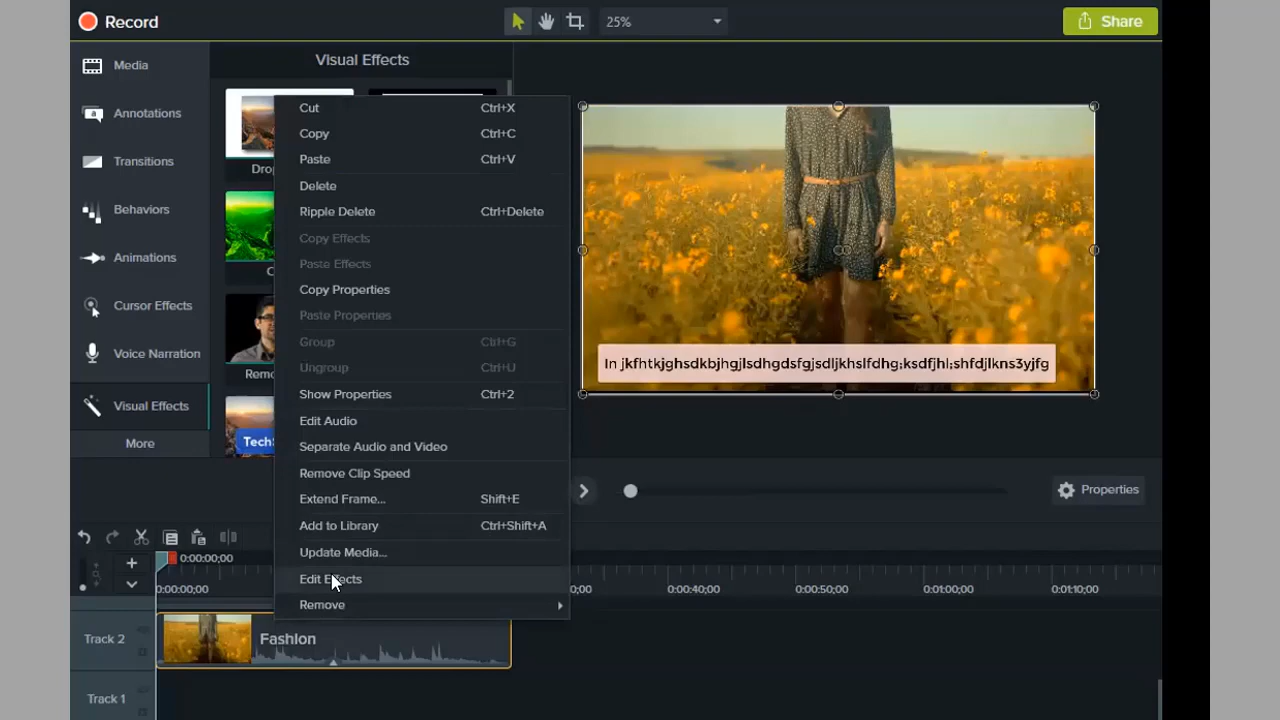 Record
25%
Share
Media
Annotations
Transitions
Behaviors
Animations
Cursor Effects
Voice Narration
Visual Effects
More
Visual Effects
Drop
C
Remo
TechS
Cut Ctrl+X
Copy Ctrl+C
Paste Ctrl+V
Delete
Ripple Delete Ctrl+Delete
Copy Effects
Paste Effects
Copy Properties
Paste Properties
Group Ctrl+G
Ungroup Ctrl+U
Show Properties Ctrl+2
Edit Audio
Separate Audio and Video
Remove Clip Speed
Extend Frame... Shift+E
Add to Library Ctrl+Shift+A
Update Media...
Edit Effects
Remove
In jkfhtkjghsdkbjhgjlsdhgdsfgjsdljkhslfdhg;ksdfjhl;shfdjlkns3yjfg
Properties
0:00:00;00
0:00:00;00 00;00 0:00:40;00 0:00:50;00 0:01:00;00 0:01:10;00
Track 2
Fashion
Track 1